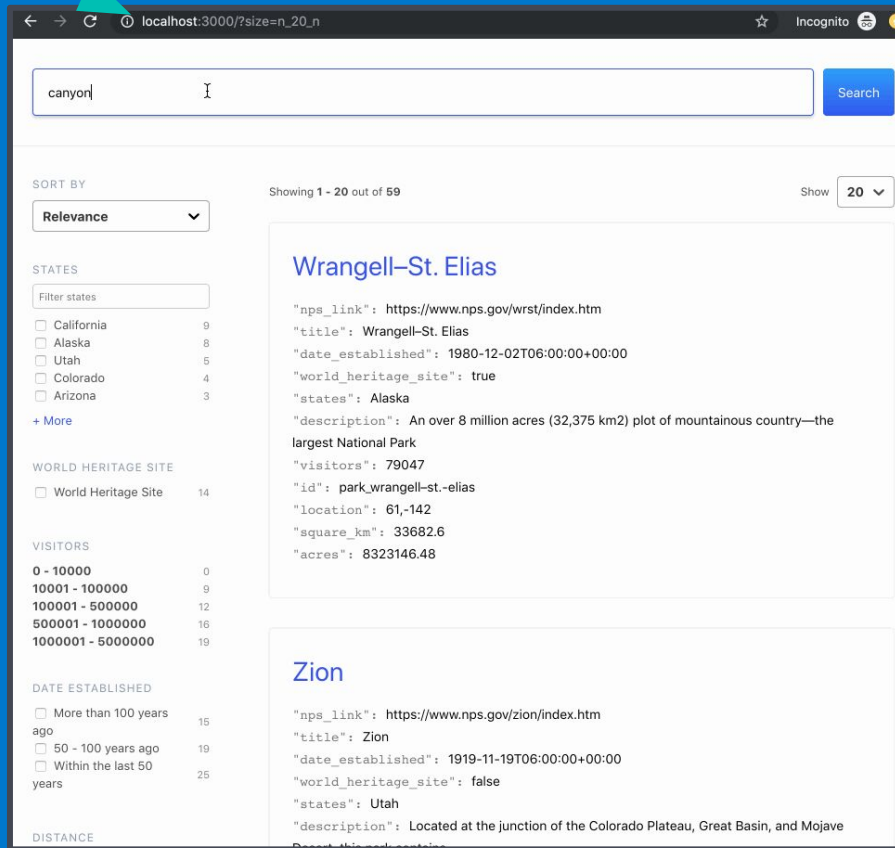 localhost:3000/?size=n_20_n
Incognito
canyon
Search
SORT BY
Relevance
Showing 1 - 20 out of 59
Show 20
STATES
Filter states
California 9
Alaska 8
Utah 5
Colorado 4
Arizona 3
+ More
WORLD HERITAGE SITE
World Heritage Site 14
VISITORS
0 - 10000 0
10001 - 100000 9
100001 - 500000 12
500001 - 1000000 16
1000001 - 5000000 19
DATE ESTABLISHED
More than 100 years
ago 15
50 - 100 years ago 19
Within the last 50
years 25
DISTANCE
Wrangell–St. Elias
"nps_link": https://www.nps.gov/wrst/index.htm
"title": Wrangell–St. Elias
"date_established": 1980-12-02T06:00:00+00:00
"world_heritage_site": true
"states": Alaska
"description": An over 8 million acres (32,375 km2) plot of mountainous country—the
largest National Park
"visitors": 79047
"id": park_wrangell–st.-elias
"location": 61,-142
"square_km": 33682.6
"acres": 8323146.48
Zion
"nps_link": https://www.nps.gov/zion/index.htm
"title": Zion
"date_established": 1919-11-19T06:00:00+00:00
"world_heritage_site": false
"states": Utah
"description": Located at the junction of the Colorado Plateau, Great Basin, and Mojave
Desert, this park contains